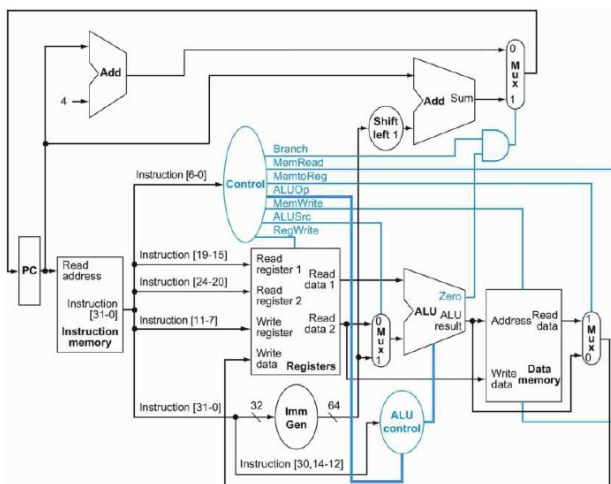 Add
4
Add Sum
0
Mux
1
Shift
left 1
Branch
MemRead
MemtoReg
ALUOp
MemWrite
ALUSrc
RegWrite
Control
Instruction [6-0]
PC
Read
address
Instruction
[31-0]
Instruction
memory
Instruction [19-15]
Instruction [24-20]
Instruction [11-7]
Instruction [31-0]
Instruction [30,14-12]
Read
register 1
Read
register 2
Write
register
Write
data
Read
data 1
Read
data 2
Registers
0
Mux
1
Zero
ALU
ALU
result
Address
Read
data
Write
data
Data
memory
1
Mux
0
32
Imm
Gen
64
ALU
control